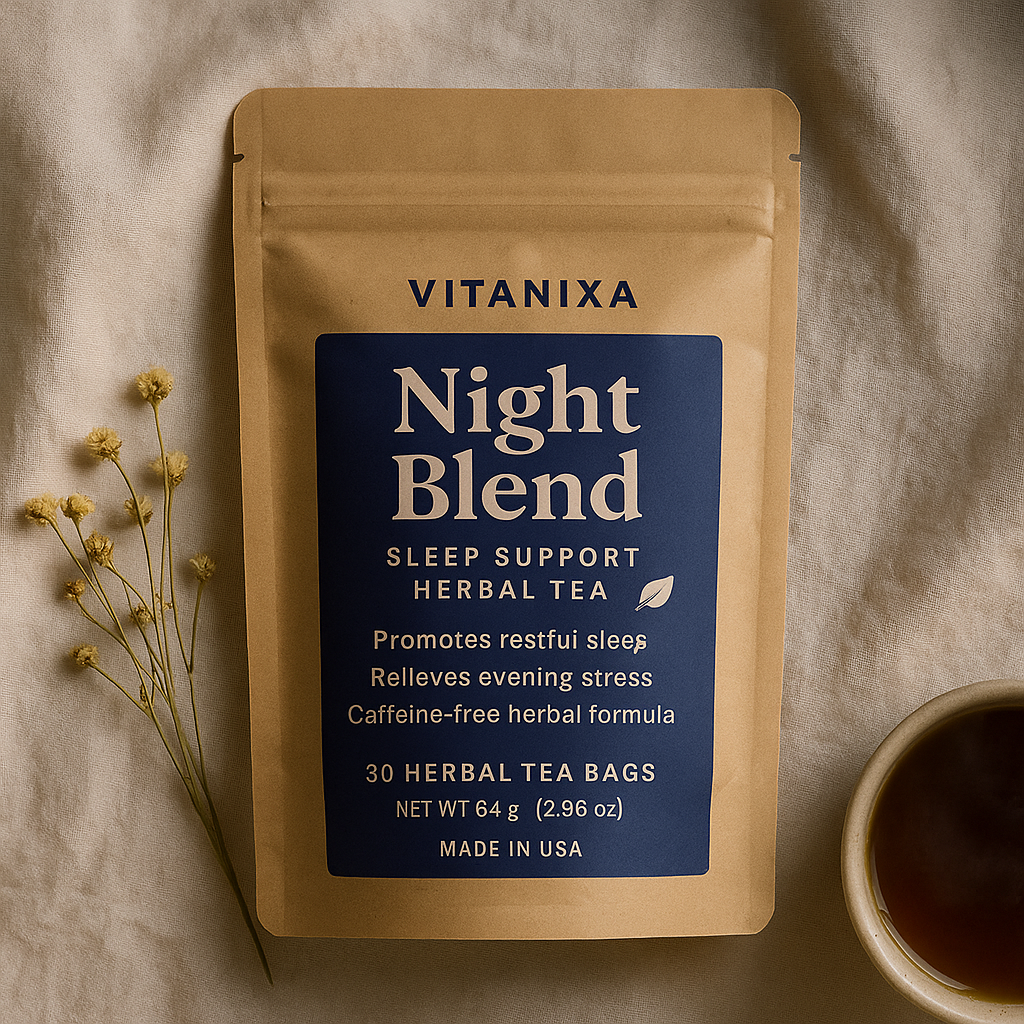 VITANIXA
Night
Blend
SLEEP SUPPORT
HERBAL TEA
Promotes restfui sleep
Relleves evening stress
Caffeine-free herbal formula
30 HERBAL TEA BAGS
NET WT 64 g (2.96 oz)
MADE IN USA